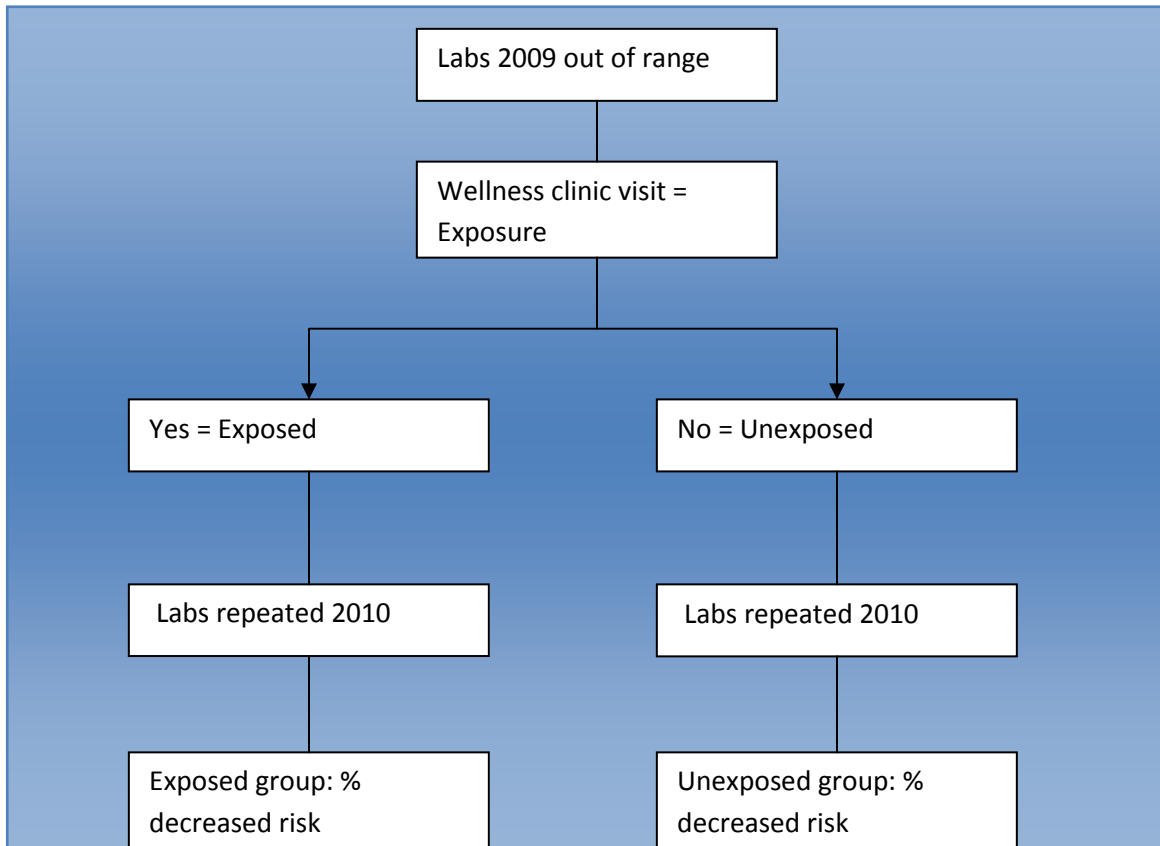 Labs 2009 out of range
Wellness clinic visit =
Exposure
Yes = Exposed
No = Unexposed
Labs repeated 2010
Labs repeated 2010
Exposed group: %
decreased risk
Unexposed group: %
decreased risk